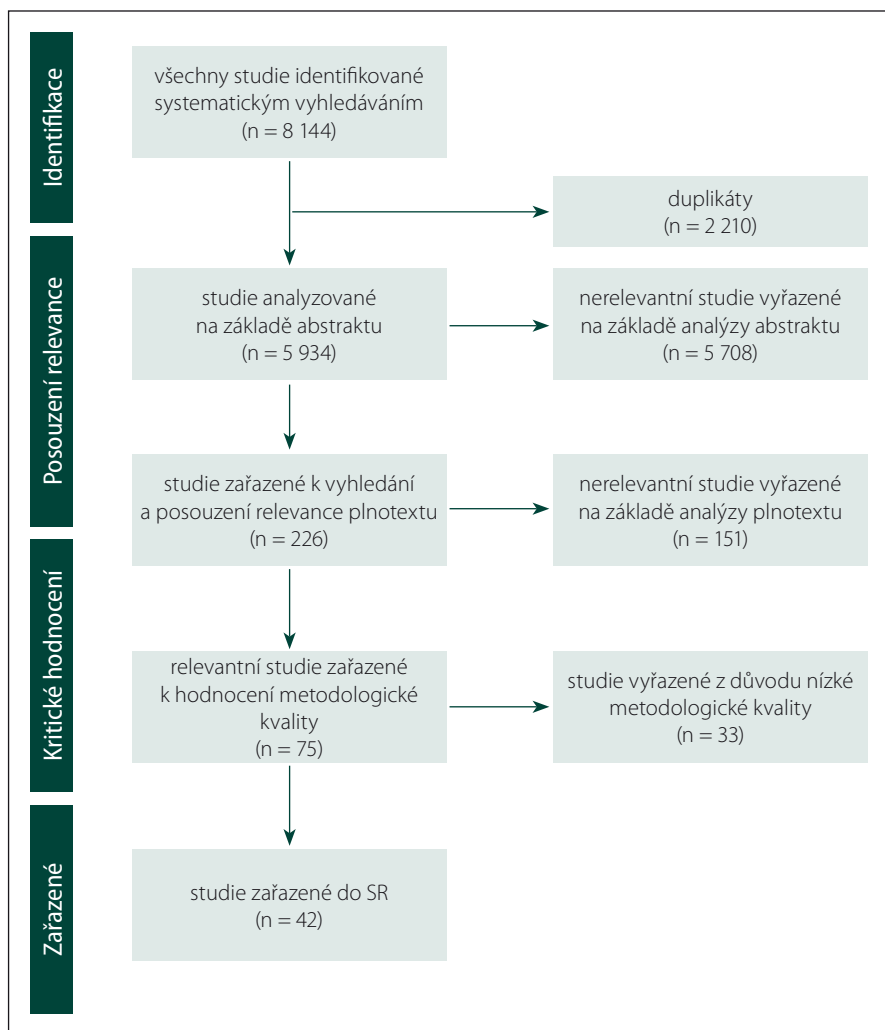 Identifikace
všechny studie identifikované
systematickým vyhledáváním
(n = 8 144)
duplikáty
(n = 2 210)
Posouzení relevance
studie analyzované
na základě abstraktu
(n = 5 934)
nerelevantní studie vyřazené
na základě analýzy abstraktu
(n = 5 708)
studie zařazené k vyhledání
a posouzení relevance plnotextu
(n = 226)
nerelevantní studie vyřazené
na základě analýzy plnotextu
(n = 151)
Kritické hodnocení
relevantní studie zařazené
k hodnocení metodologické
kvality
(n = 75)
studie vyřazené z důvodu nízké
metodologické kvality
(n = 33)
Zařazené
studie zařazené do SR
(n = 42)